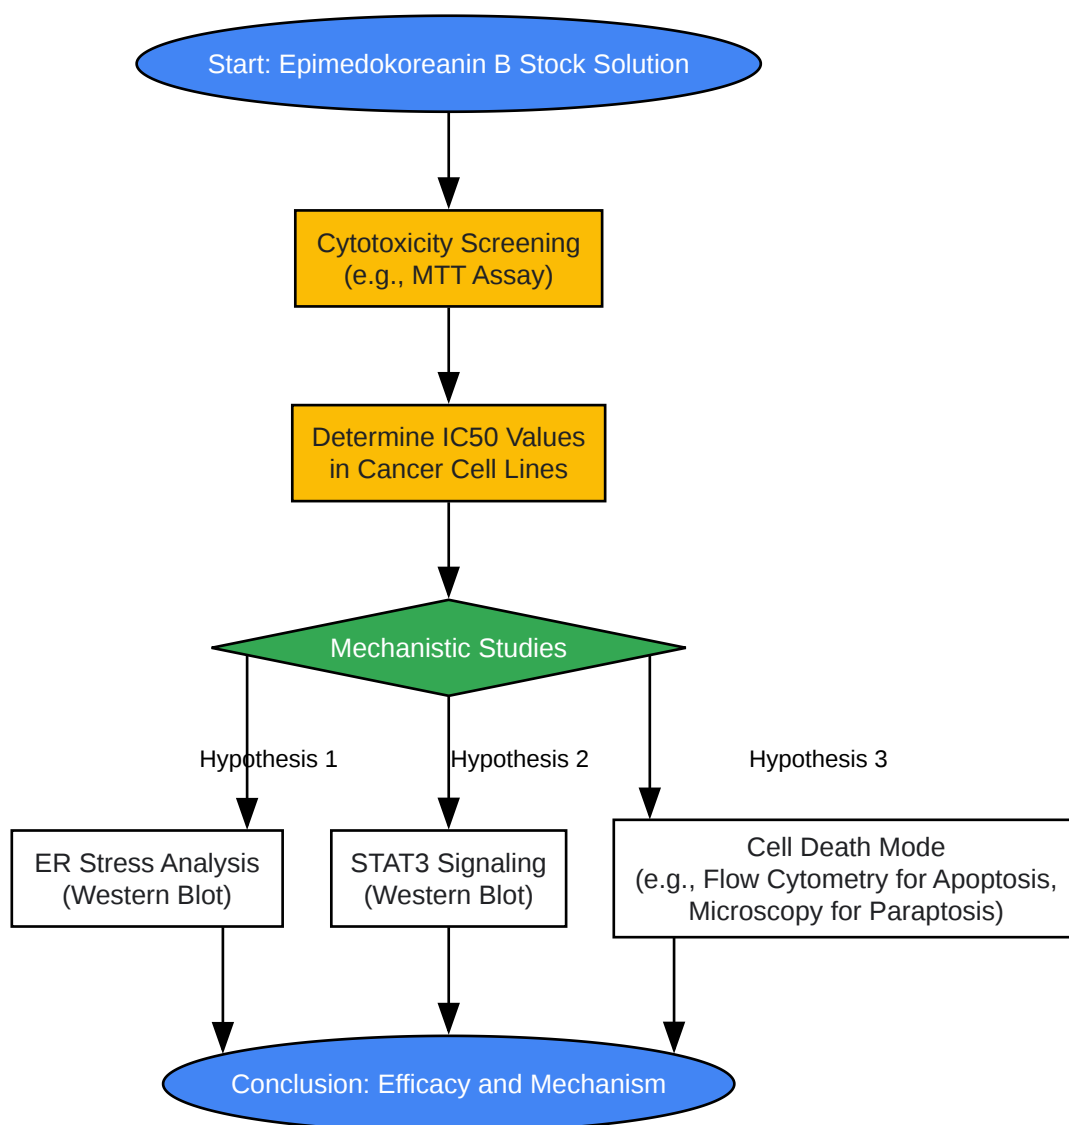 Start: Epimedokoreanin B Stock Solution
Cytotoxicity Screening
(e.g., MTT Assay)
Determine IC50 Values
in Cancer Cell Lines
Mechanistic Studies
Hypothesis 1
Hypothesis 2
Hypothesis 3
ER Stress Analysis
(Western Blot)
STAT3 Signaling
(Western Blot)
Cell Death Mode
(e.g., Flow Cytometry for Apoptosis,
Microscopy for Paraptosis)
Conclusion: Efficacy and Mechanism